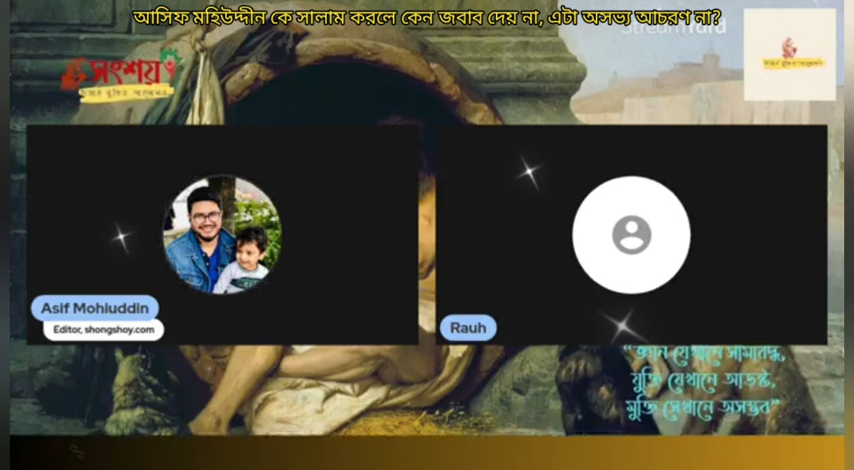 আসিফ মহিউদ্দীন কে সালাম করলে কেন জবাব দেয় না, এটা অসভ্য আচরণ না?
StreamYard
সংশয়
Asif Mohiuddin
Editor, shongshoy.com
Rauh
“জ্ঞান যেখানে সীমাবদ্ধ,
যুক্তি যেখানে আড়ষ্ট,
মুক্তি সেখানে অসম্ভব”